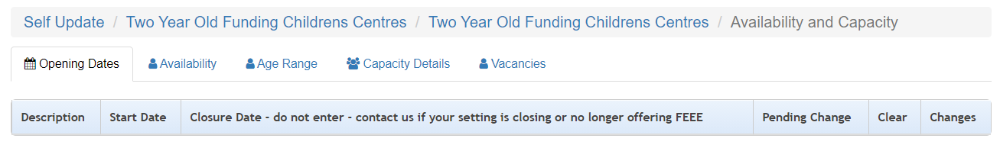 Self Update / Two Year Old Funding Childrens Centres / Two Year Old Funding Childrens Centres / Availability and Capacity
Opening Dates Availability Age Range Capacity Details Vacancies
Description Start Date Closure Date - do not enter - contact us if your setting is closing or no longer offering FEEE Pending Change Clear Changes